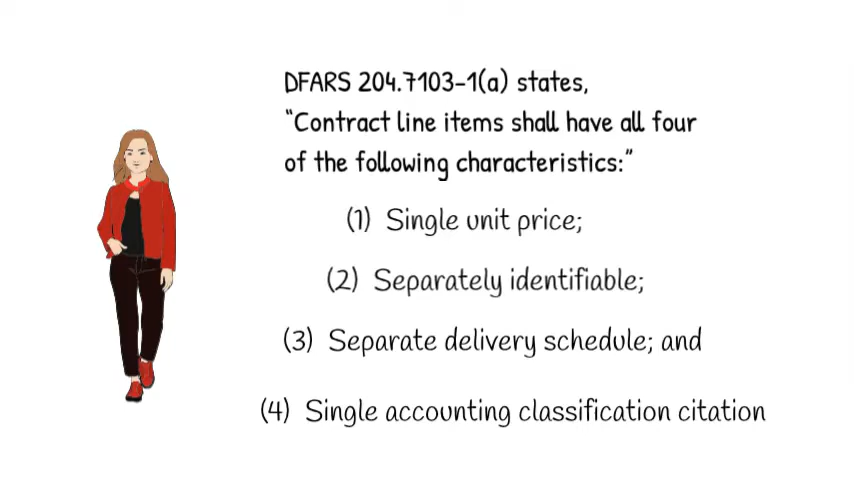 DFARS 204.7103-1(a) states,
"Contract line items shall have all four
of the following characteristics:"
(1) Single unit price;
(2) Separately identifiable;
(3) Separate delivery schedule; and
(4) Single accounting classification citation